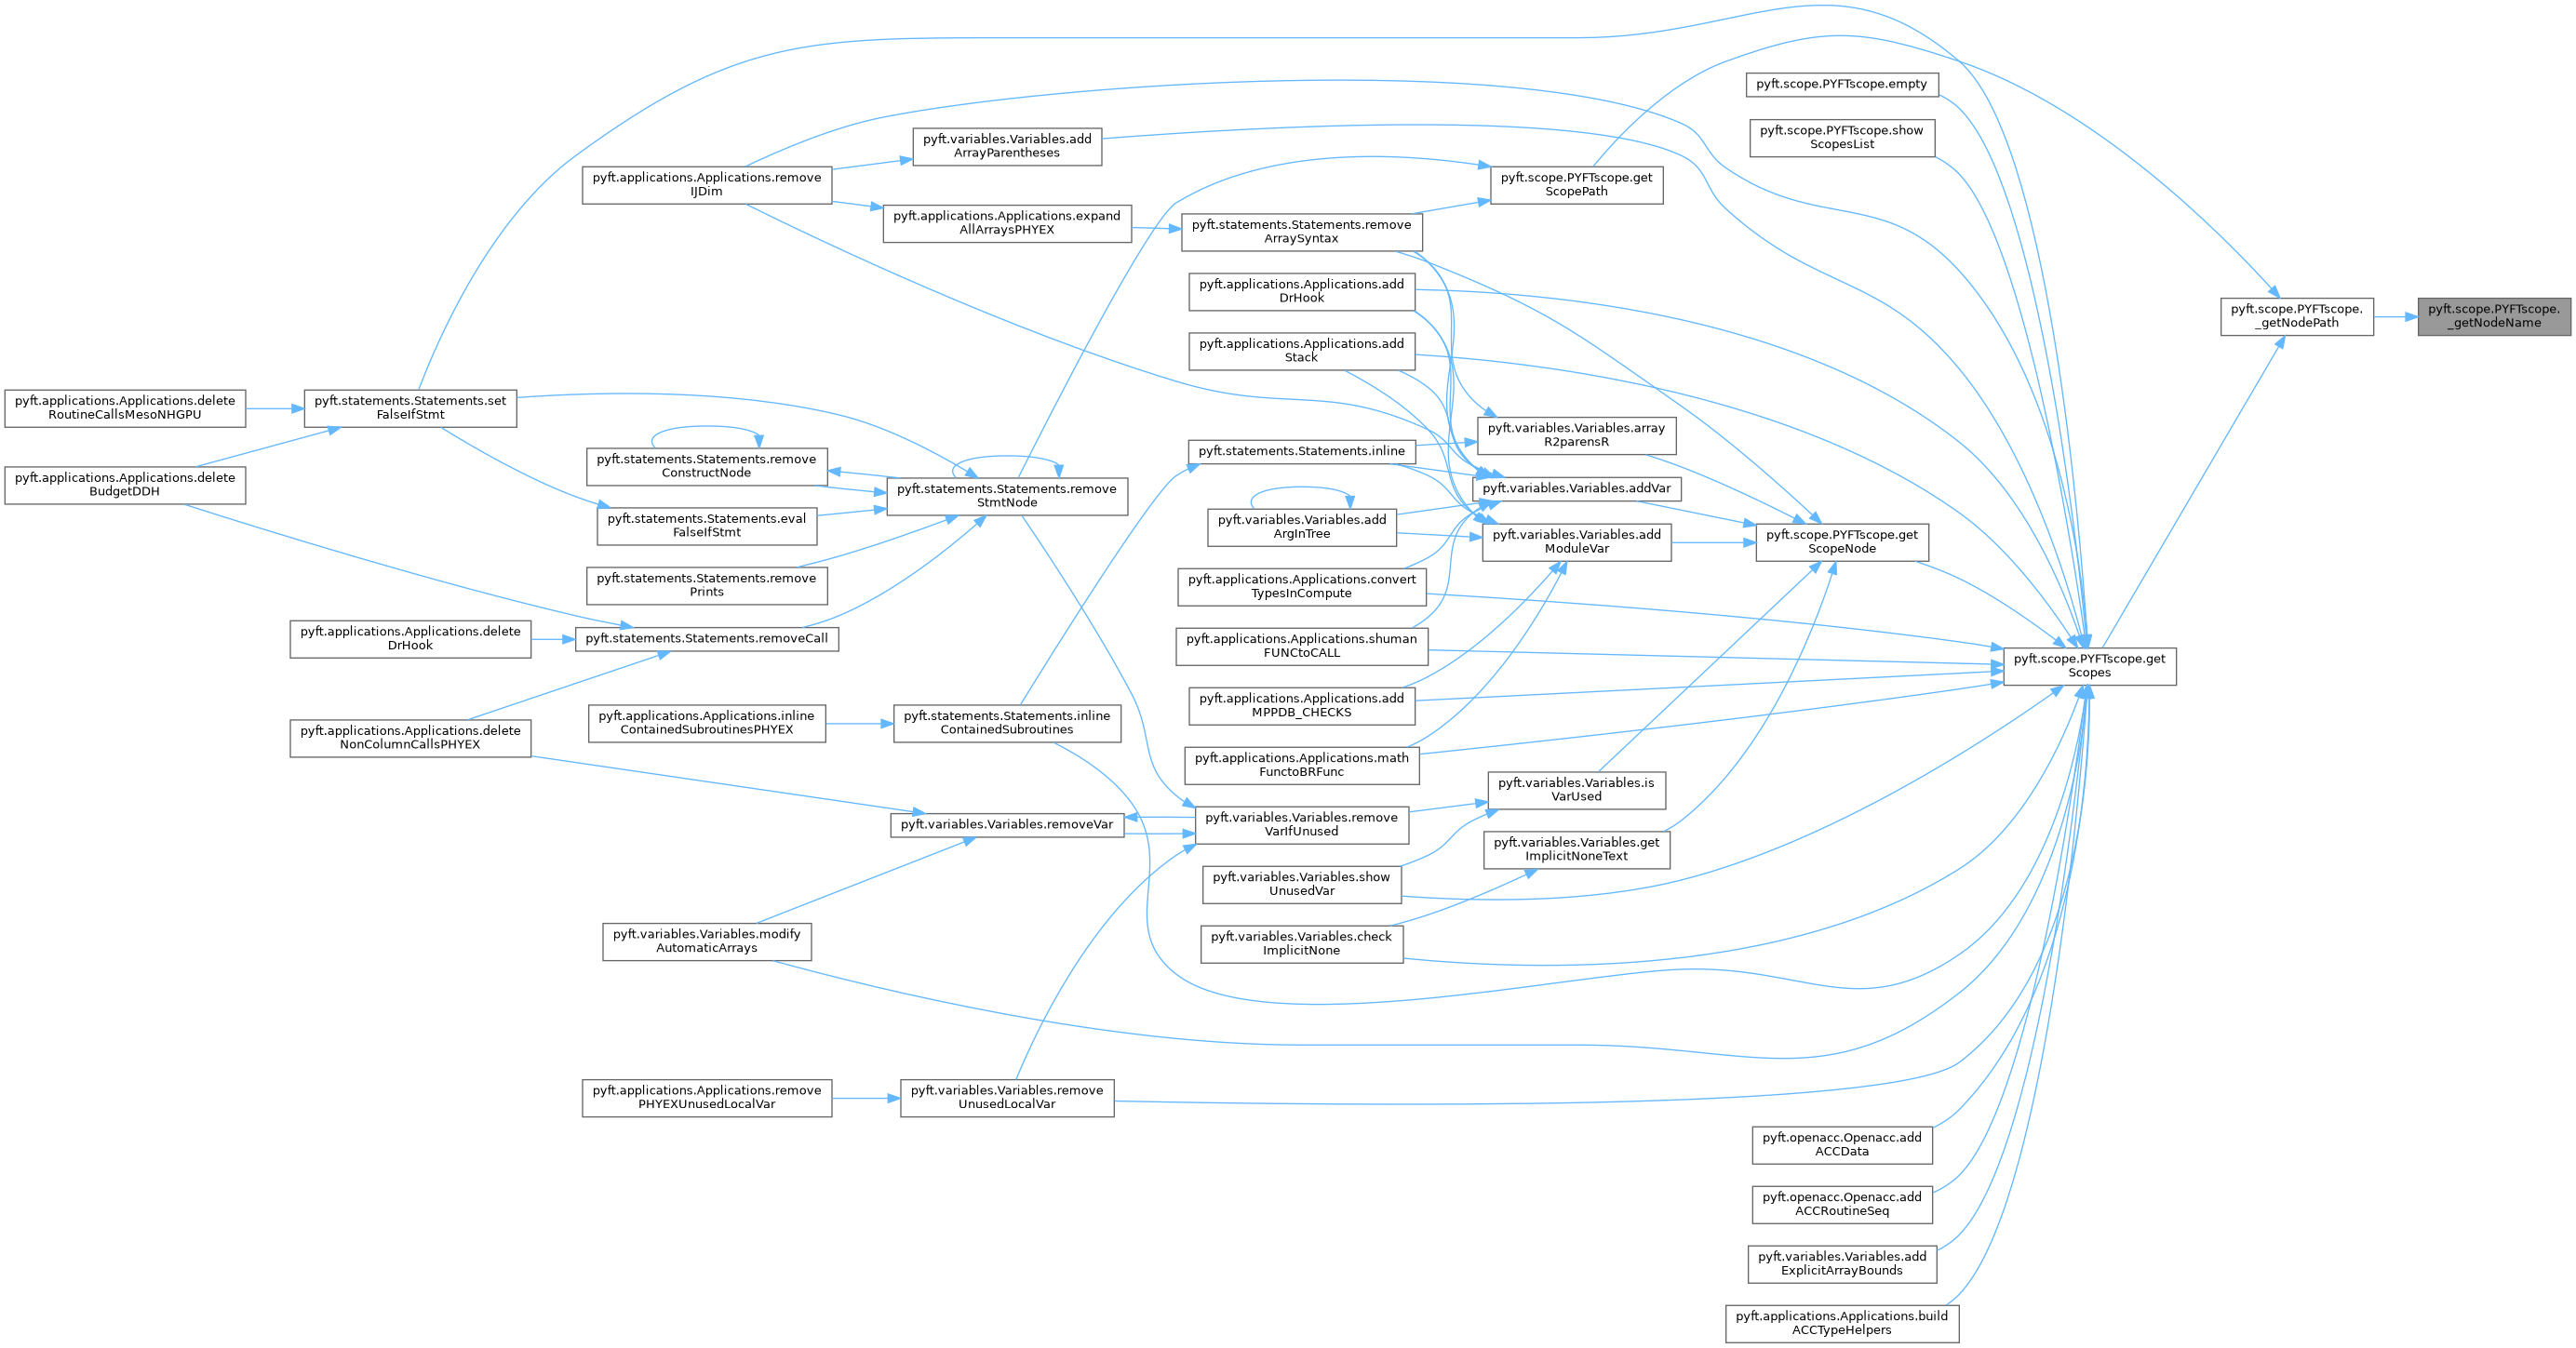 pyft.scope.PYFTscope.empty
pyft.scope.PYFTscope.show
ScopesList
pyft.variables.Variables.add
ArrayParentheses
pyft.applications.Applications.remove
IJDim
pyft.scope.PYFTscope.get
ScopePath
pyft.applications.Applications.expand
AllArraysPHYEX
pyft.statements.Statements.remove
ArraySyntax
pyft.applications.Applications.add
DrHook
pyft.scope.PYFTscope.
_getNodePath
pyft.scope.PYFTscope.
_getNodeName
pyft.applications.Applications.add
Stack
pyft.applications.Applications.delete
RoutineCallsMesoNHGPU
pyft.statements.Statements.set
FalseIfStmt
pyft.variables.Variables.array
R2parensR
pyft.statements.Statements.inline
pyft.statements.Statements.remove
ConstructNode
pyft.applications.Applications.delete
BudgetDDH
pyft.statements.Statements.remove
StmtNode
pyft.variables.Variables.addVar
pyft.statements.Statements.eval
FalseIfStmt
pyft.variables.Variables.add
ArgInTree
pyft.variables.Variables.add
ModuleVar
pyft.scope.PYFTscope.get
ScopeNode
pyft.statements.Statements.remove
Prints
pyft.applications.Applications.convert
TypesInCompute
pyft.applications.Applications.delete
DrHook
pyft.statements.Statements.removeCall
pyft.applications.Applications.shuman
FUNCtoCALL
pyft.scope.PYFTscope.get
Scopes
pyft.applications.Applications.add
MPPDB_CHECKS
pyft.applications.Applications.delete
NonColumnCallsPHYEX
pyft.applications.Applications.inline
ContainedSubroutinesPHYEX
pyft.statements.Statements.inline
ContainedSubroutines
pyft.applications.Applications.math
FunctoBRFunc
pyft.variables.Variables.is
VarUsed
pyft.variables.Variables.removeVar
pyft.variables.Variables.remove
VarIfUnused
pyft.variables.Variables.get
ImplicitNoneText
pyft.variables.Variables.show
UnusedVar
pyft.variables.Variables.modify
AutomaticArrays
pyft.variables.Variables.check
ImplicitNone
pyft.applications.Applications.remove
PHYEXUnusedLocalVar
pyft.variables.Variables.remove
UnusedLocalVar
pyft.openacc.Openacc.add
ACCData
pyft.openacc.Openacc.add
ACCRoutineSeq
pyft.variables.Variables.add
ExplicitArrayBounds
pyft.applications.Applications.build
ACCTypeHelpers